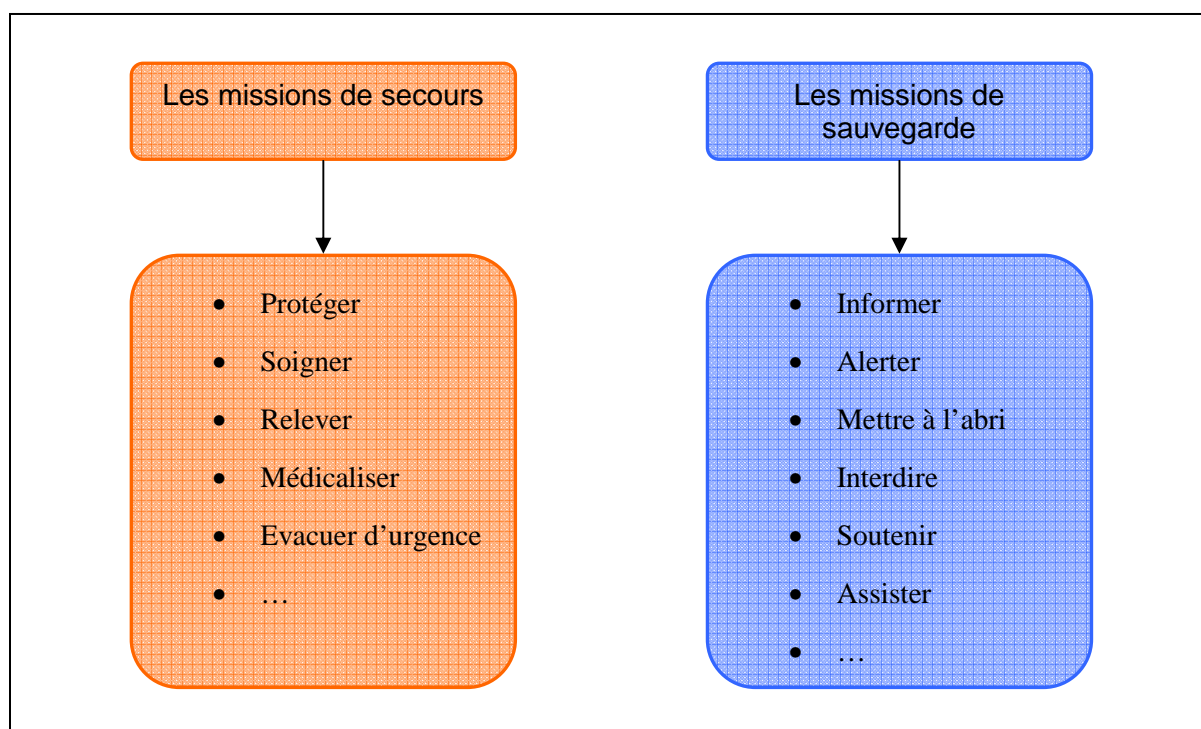 Les missions de secours
• Protéger
• Soigner
• Relever
• Médicaliser
• Evacuer d’urgence
• …
Les missions de
sauvegarde
• Informer
• Alerter
• Mettre à l’abri
• Interdire
• Soutenir
• Assister
• …